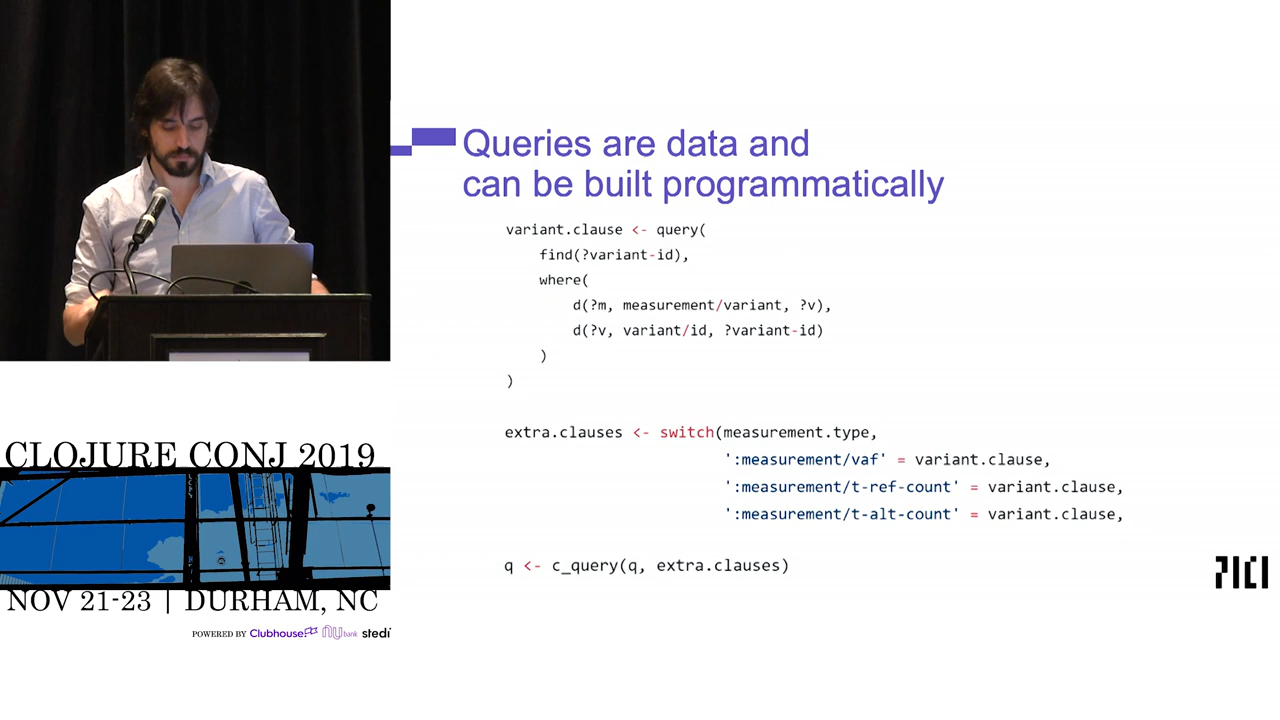 Queries are data and
can be built programmatically
variant.clause <- query(
find(?variant-id),
where(
d(?m, measurement/variant, ?v),
d(?v, variant/id, ?variant-id)
)
)
extra.clauses <- switch(measurement.type,
':measurement/vaf' = variant.clause,
':measurement/t-ref-count' = variant.clause,
':measurement/t-alt-count' = variant.clause,
q <- c_query(q, extra.clauses)
PICI
CLOJURE CONJ 2019
NOV 21-23 | DURHAM, NC
POWERED BY Clubhouse nu bank stedi